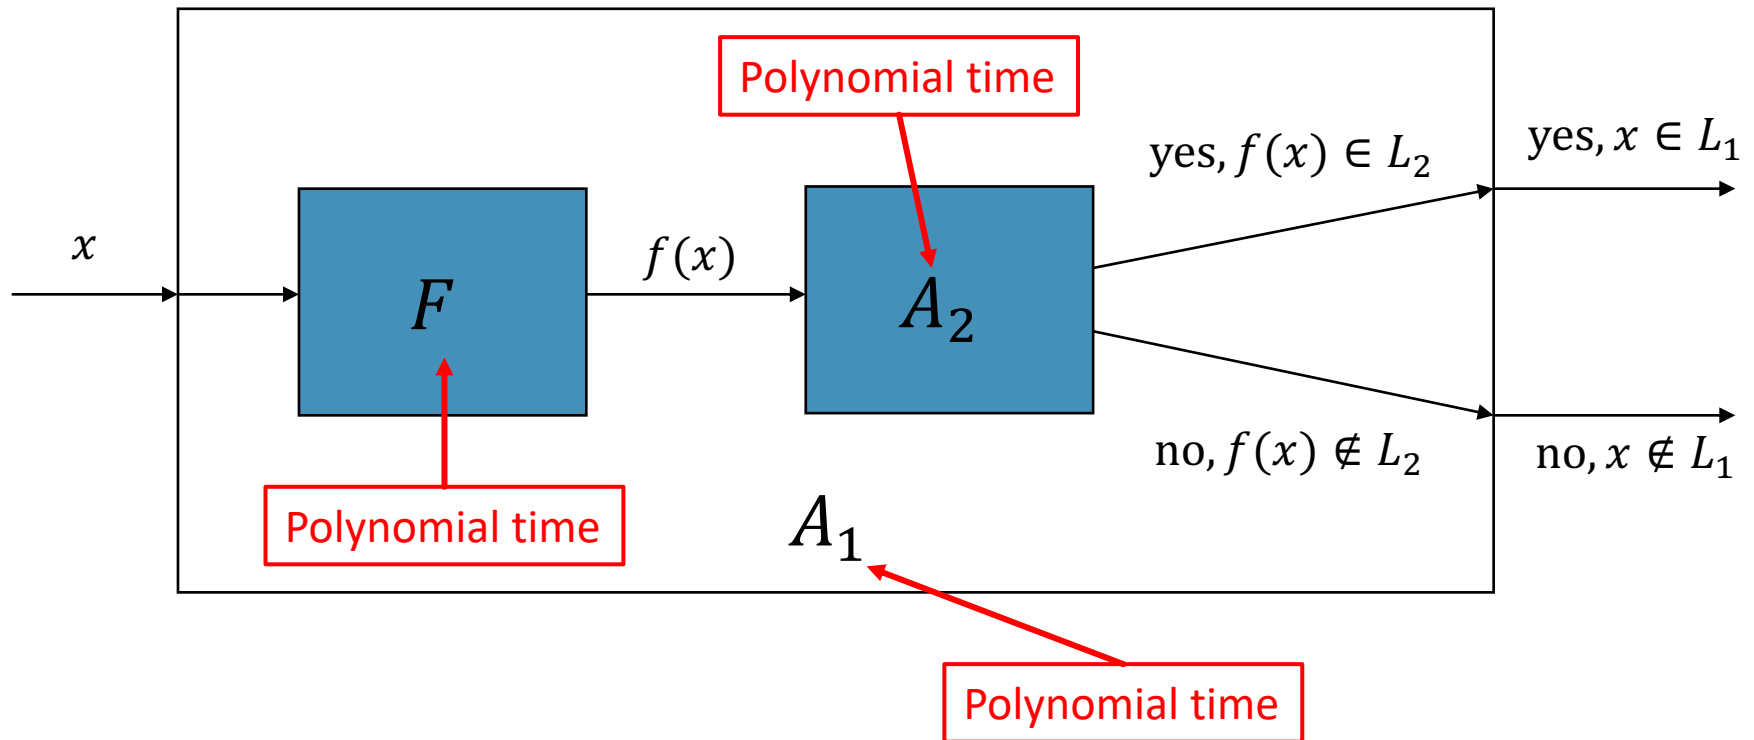 Polynomial time
yes, f(x) ∈ L₂
yes, x ∈ L₁
x
F
f(x)
A₂
no, f(x) ∉ L₂
no, x ∉ L₁
Polynomial time
A₁
Polynomial time